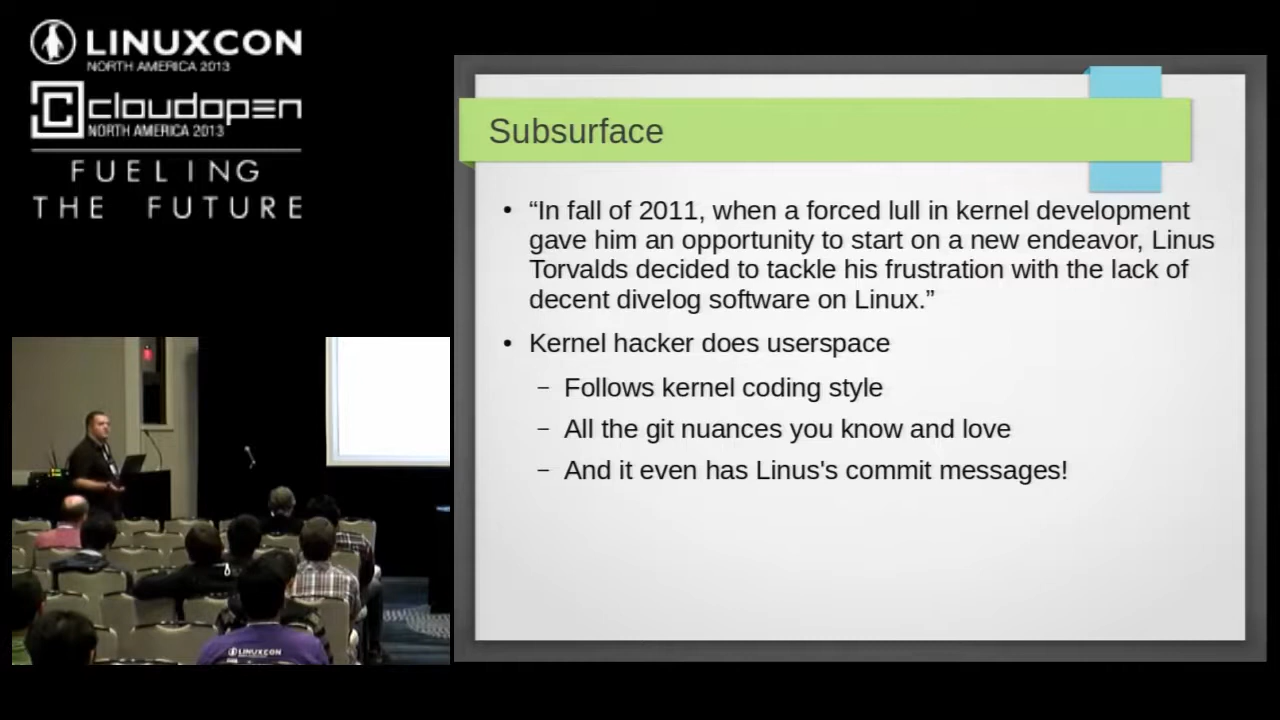 LINUXCON
NORTH AMERICA 2013
cloudopen
NORTH AMERICA 2013
FUELING
THE FUTURE
Subsurface
• “In fall of 2011, when a forced lull in kernel development
gave him an opportunity to start on a new endeavor, Linus
Torvalds decided to tackle his frustration with the lack of
decent divelog software on Linux.”
• Kernel hacker does userspace
– Follows kernel coding style
– All the git nuances you know and love
– And it even has Linus's commit messages!
LINUXCON